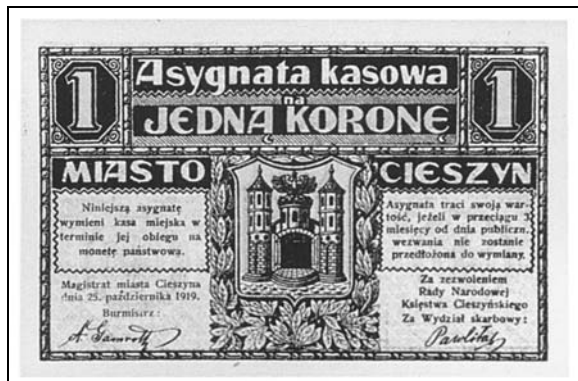 1
Asygnata kasowa
na
JEDNĄ KORONĘ
1
MIASTO
CIESZYN
Niniejszą asygnatę
wymieni kasa miejska w
terminie jej obiegu na
monetę państwową.
Magistrat miasta Cieszyna
dnia 25. października 1919.
Burmistrz:
Asygnata traci swoją war-
tość, jeżeli w przeciągu 3
miesięcy od dnia publiczn.
wezwania nie zostanie
przedłożona do wymiany.
Za zezwoleniem
Rady Narodowej
Księstwa Cieszyńskiego
Za Wydział skarbowy: